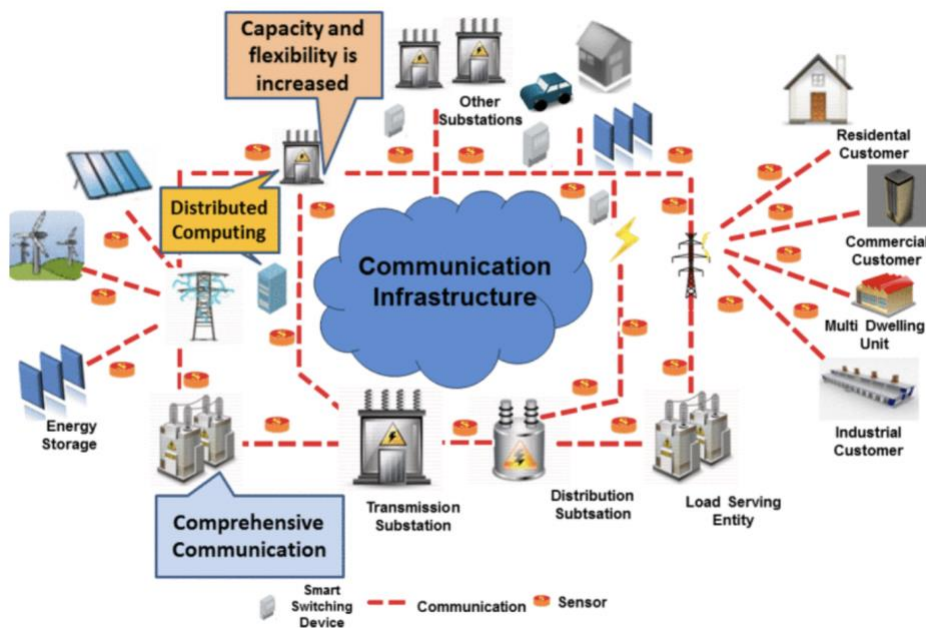 Capacity and
flexibility is
increased
Other
Substations
Residental
Customer
Distributed
Computing
Communication
Infrastructure
Commercial
Customer
Multi Dwelling
Unit
Energy
Storage
Industrial
Customer
Transmission
Substation
Distribution
Subtsation
Load Serving
Entity
Comprehensive
Communication
Smart
Switching
Device
Communication
Sensor